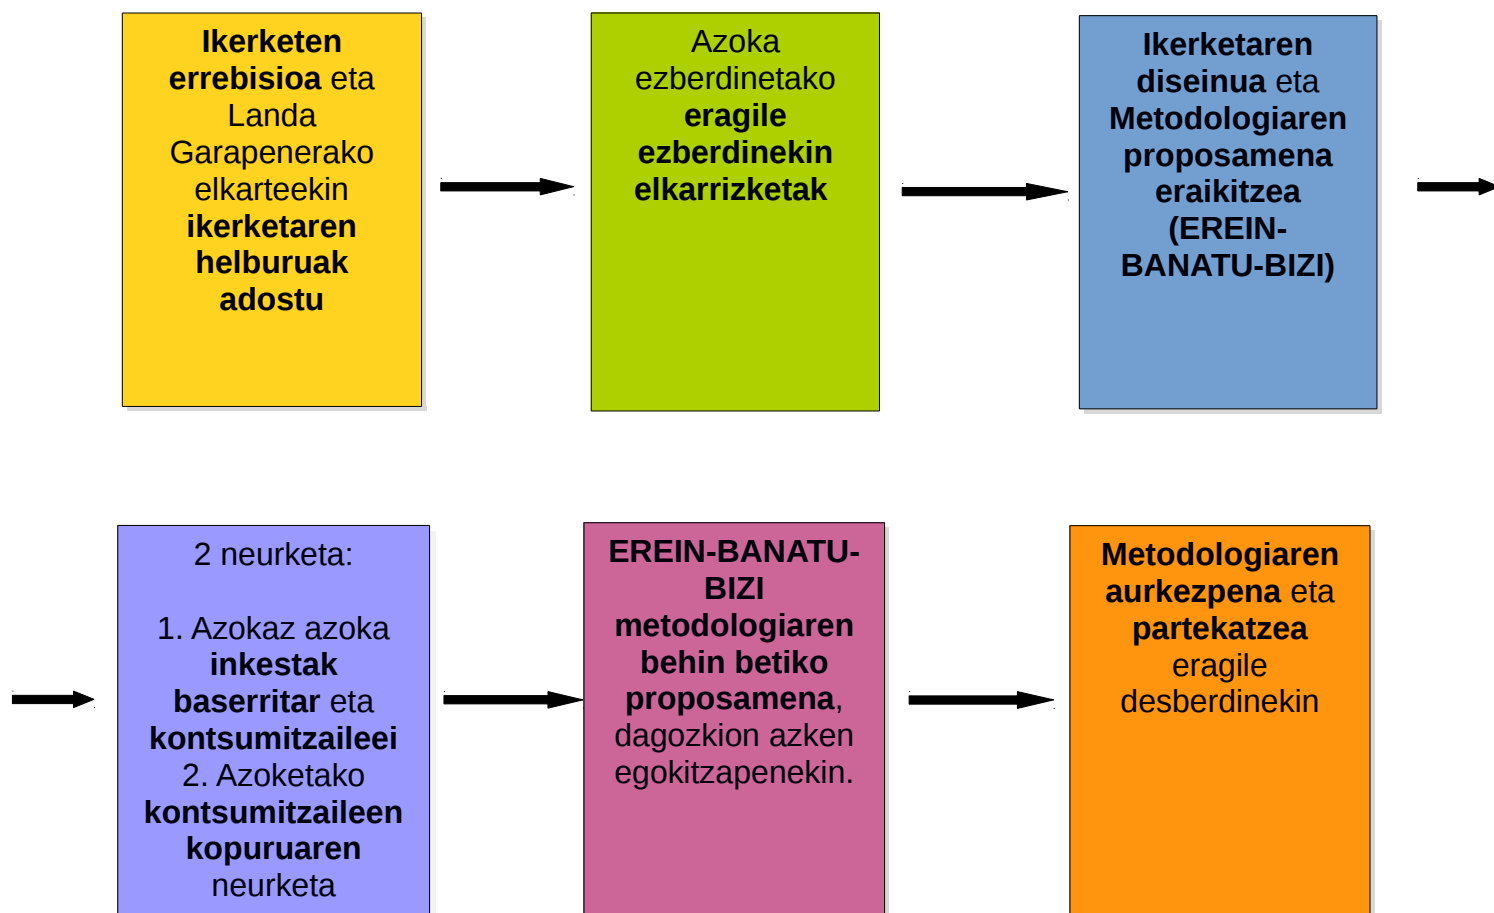 Ikerketen
errebisioa eta
Landa
Garapenerako
elkarteekin
ikerketaren
helburuak
adostu
Azoka
ezberdinetako
eragile
ezberdinekin
elkarrizketak
Ikerketaren
diseinua eta
Metodologiaren
proposamena
eraikitzea
(EREIN-
BANATU-BIZI)
2 neurketa:
1. Azokaz azoka
inkestak
baserritar eta
kontsumitzaileei
2. Azoketako
kontsumitzaileen
kopuruaren
neurketa
EREIN-BANATU-
BIZI
metodologiaren
behin betiko
proposamena,
dagozkion azken
egokitzapenekin.
Metodologiaren
aurkezpena eta
partekatzea
eragile
desberdinekin